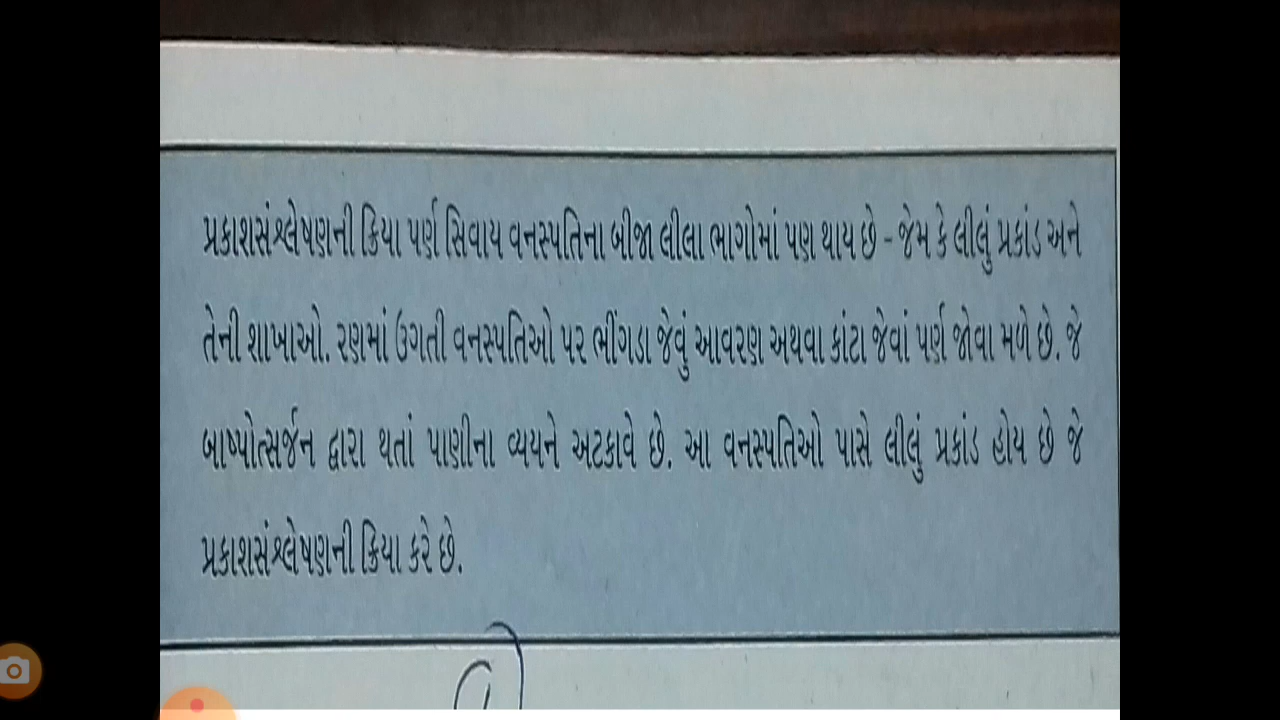 પ્રકાશસંશ્લેષણની ક્રિયા પર્ણ સિવાય વનસ્પતિના બીજા લીલા ભાગોમાં પણ થાય છે - જેમ કે લીલું પ્રકાંડ અને
તેની શાખાઓ. રણમાં ઉગતી વનસ્પતિઓ પર ભીંગડા જેવું આવરણ અથવા કાંટા જેવાં પર્ણ જોવા મળે છે. જે
બાષ્પોત્સર્જન દ્વારા થતાં પાણીના વ્યયને અટકાવે છે. આ વનસ્પતિઓ પાસે લીલું પ્રકાંડ હોય છે જે
પ્રકાશસંશ્લેષણની ક્રિયા કરે છે.